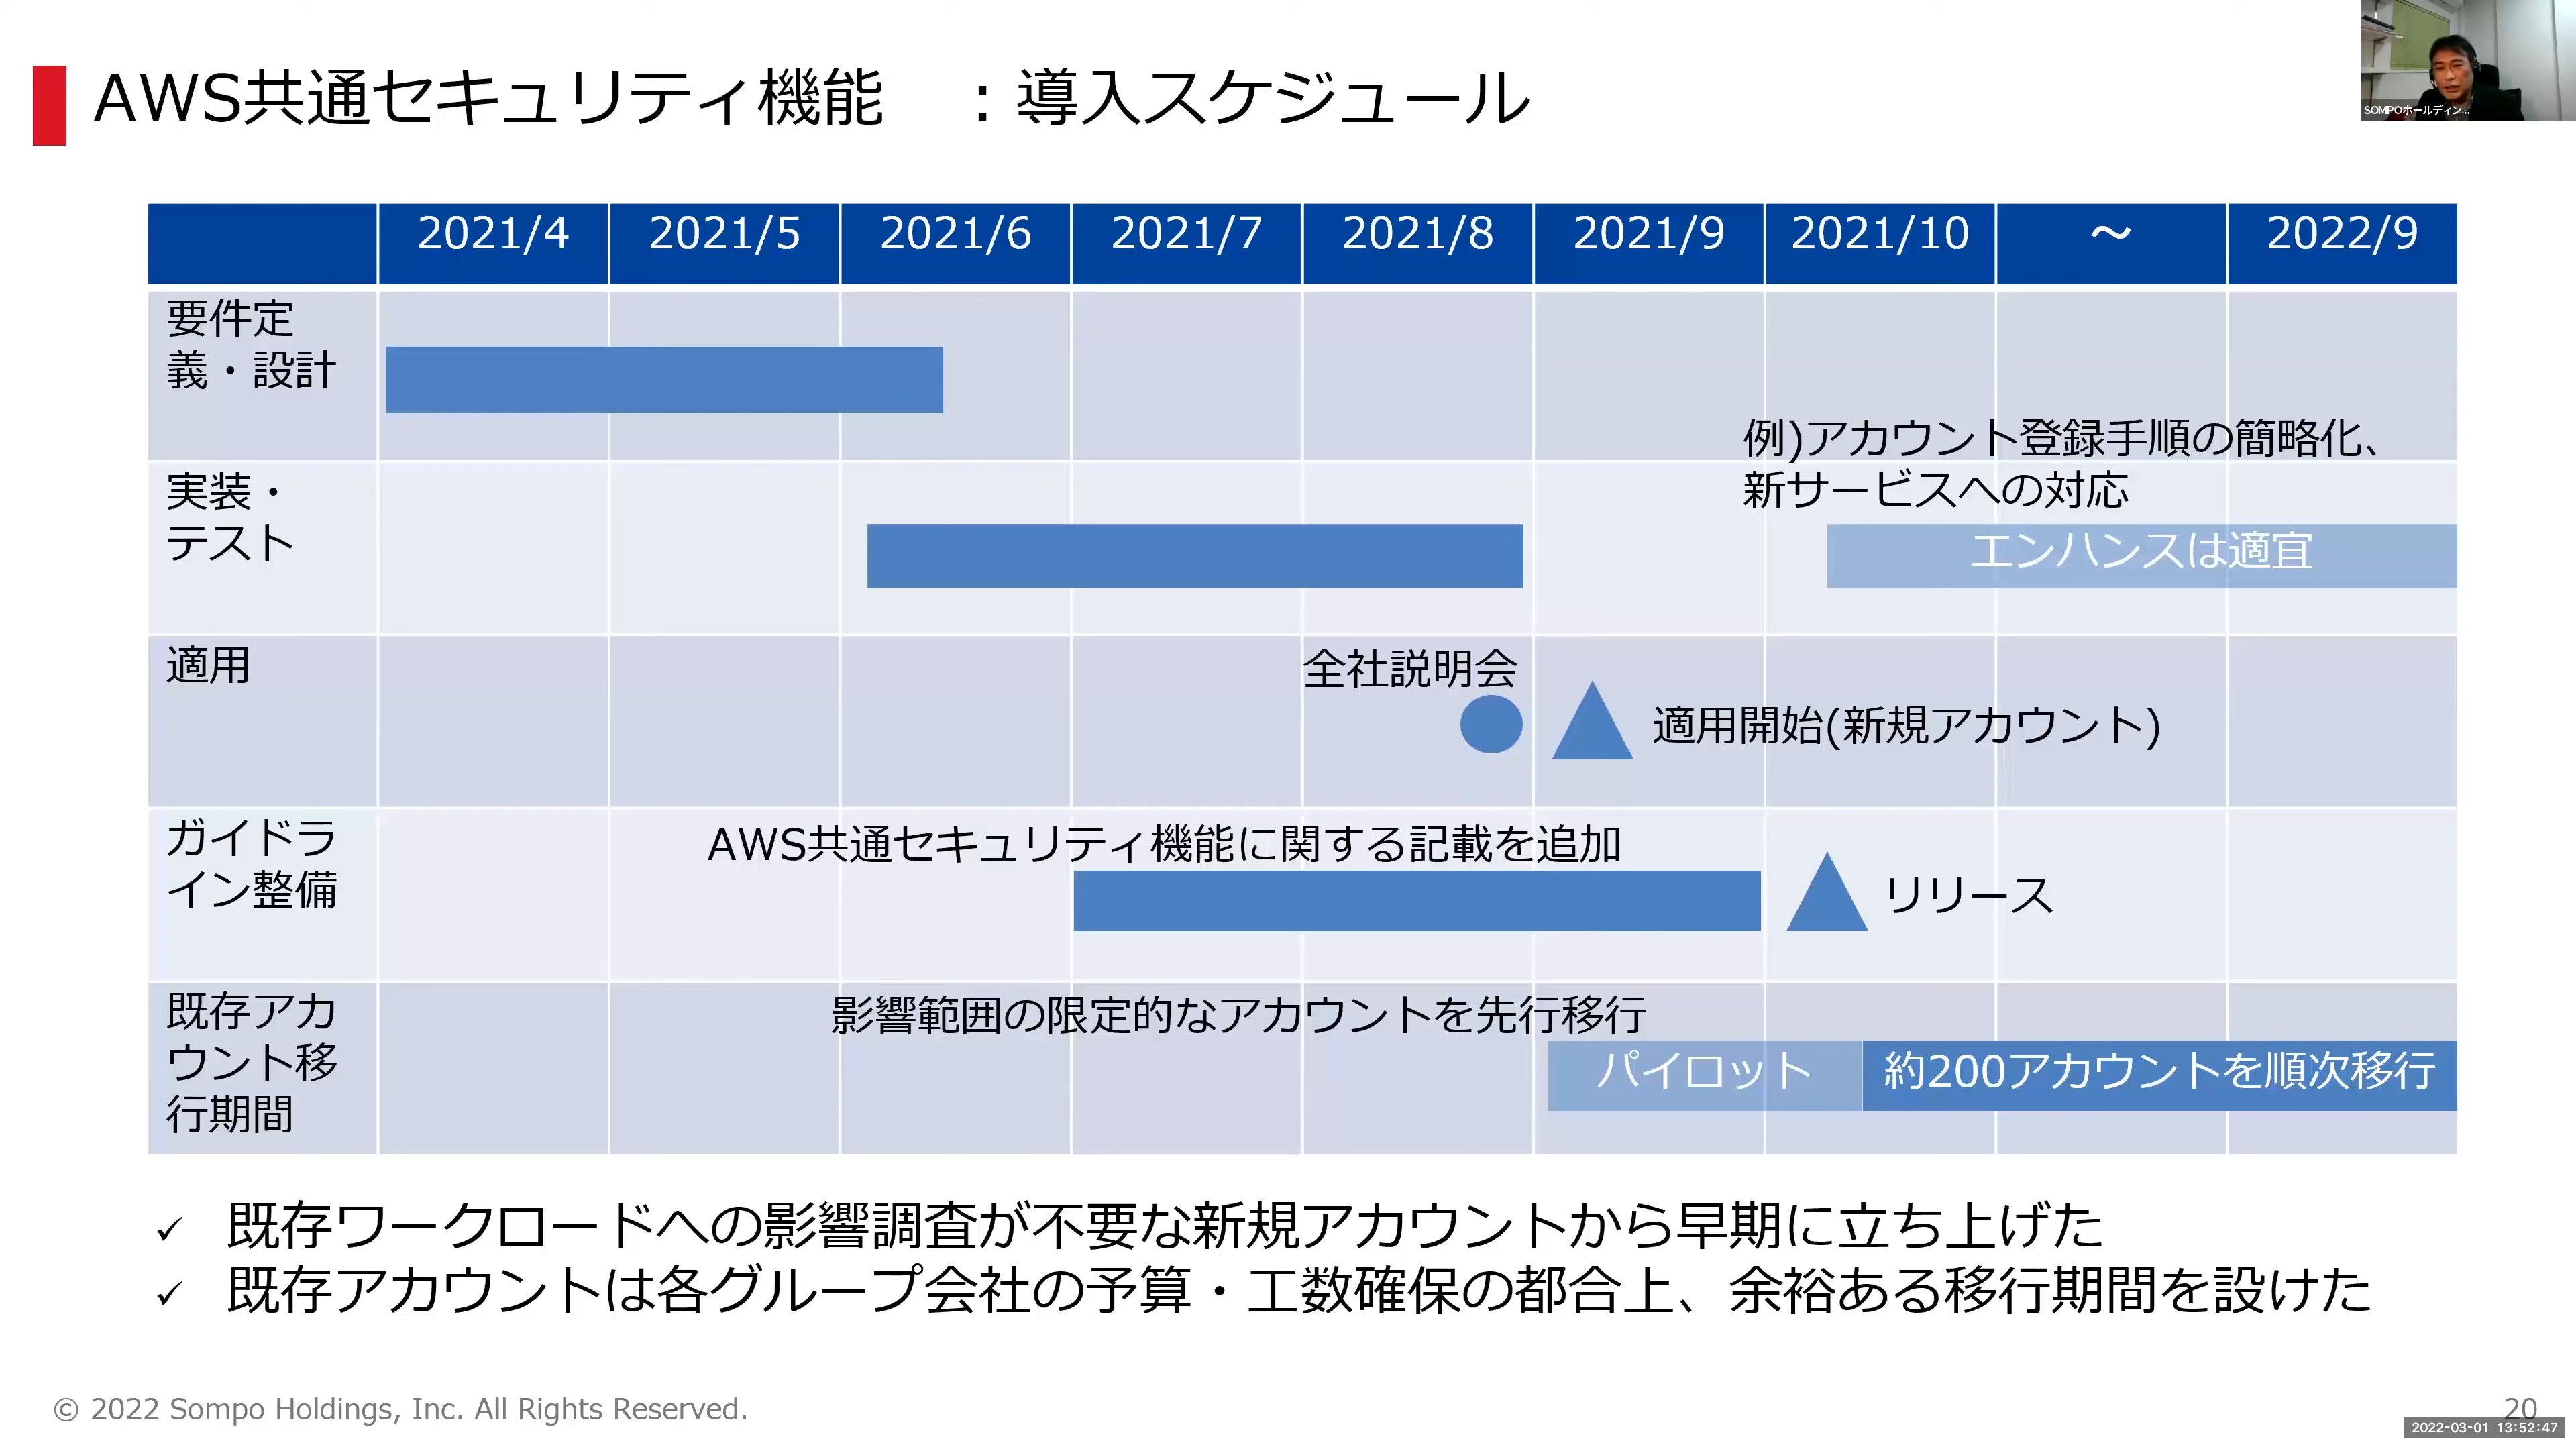 AWS共通セキュリティ機能　：導入スケジュール
SOMPOホールディン...
2021/4 2021/5 2021/6 2021/7 2021/8 2021/9 2021/10 ～ 2022/9
要件定
義・設計
例)アカウント登録手順の簡略化、
新サービスへの対応
実装・
テスト
エンハンスは適宜
適用
全社説明会
適用開始(新規アカウント)
ガイドラ
イン整備
AWS共通セキュリティ機能に関する記載を追加
リリース
既存アカ
ウント移
行期間
影響範囲の限定的なアカウントを先行移行
パイロット
約200アカウントを順次移行
✓ 既存ワークロードへの影響調査が不要な新規アカウントから早期に立ち上げた
✓ 既存アカウントは各グループ会社の予算・工数確保の都合上、余裕ある移行期間を設けた
© 2022 Sompo Holdings, Inc. All Rights Reserved.
20
2022-03-01 13:52:47